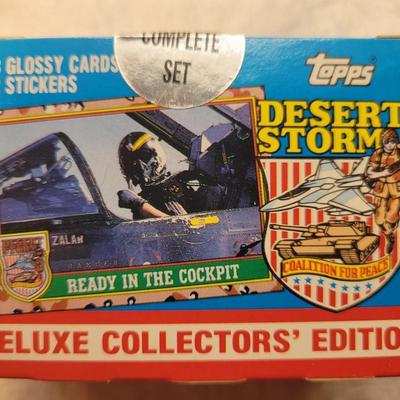 GLOSSY CARDS
STICKERS
COMPLETE
SET
topps
DESERT
STORM
ZALAN
RANGER
READY IN THE COCKPIT
COALITION FOR PEACE
ELUXE COLLECTORS' EDITIO